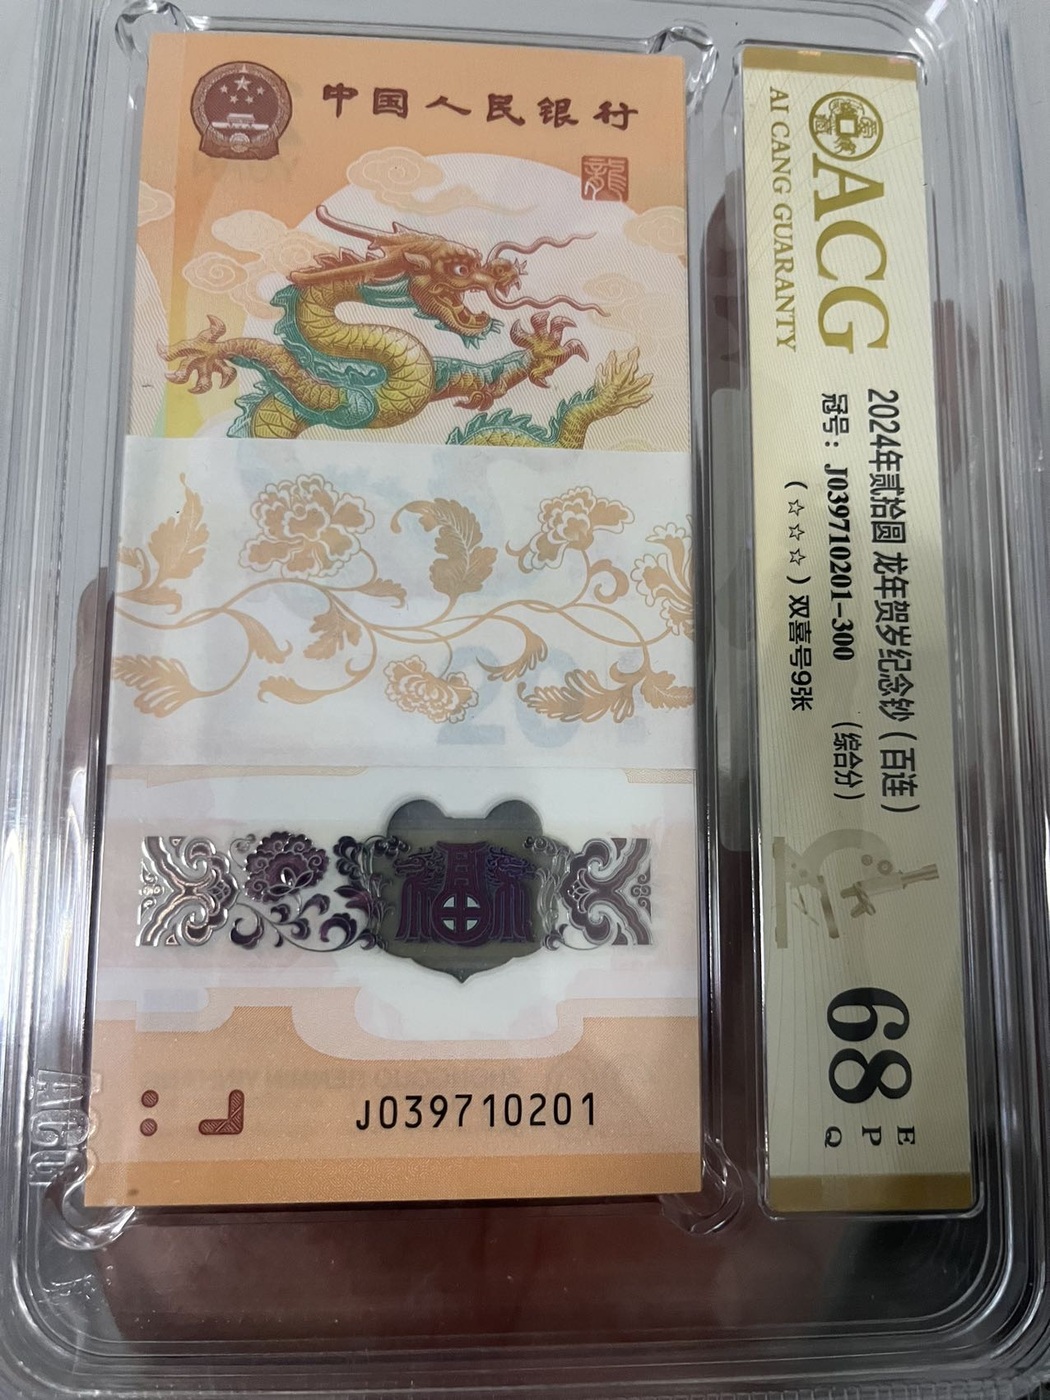 中国人民银行
龍
J039710201
ACG
AI CANG GUARANTY
2024年贰拾圆 龙年贺岁纪念钞（百连）
冠号：J039710201-300 （综合分）
（☆☆☆）双喜号9张
68
E
P
Q